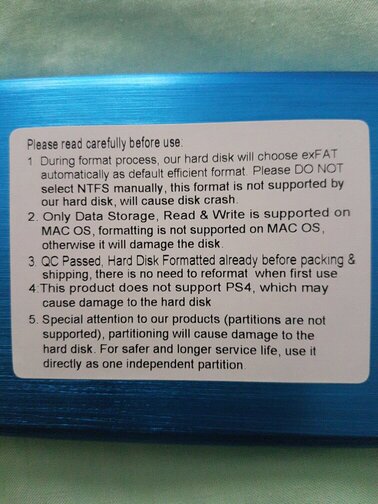 Please read carefully before use:
1 During format process, our hard disk will choose exFAT
automatically as default efficient format. Please DO NOT
select NTFS manually, this format is not supported by
our hard disk, will cause disk crash.
2. Only Data Storage, Read & Write is supported on
MAC OS, formatting is not supported on MAC OS,
otherwise it will damage the disk.
3. QC Passed, Hard Disk Formatted already before packing &
shipping, there is no need to reformat when first use
4.This product does not support PS4, which may
cause damage to the hard disk
5. Special attention to our products (partitions are not
supported), partitioning will cause damage to the
hard disk. For safer and longer service life, use it
directly as one independent partition